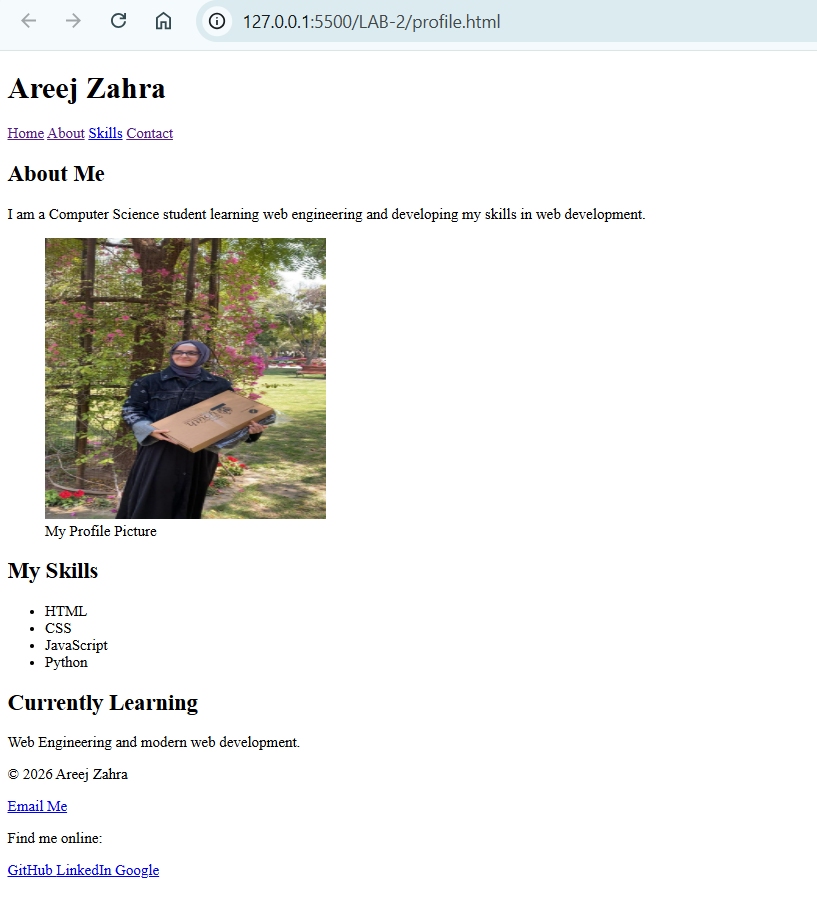 127.0.0.1:5500/LAB-2/profile.html
Areej Zahra
Home About Skills Contact
About Me
I am a Computer Science student learning web engineering and developing my skills in web development.
My Profile Picture
My Skills
• HTML
• CSS
• JavaScript
• Python
Currently Learning
Web Engineering and modern web development.
© 2026 Areej Zahra
Email Me
Find me online:
GitHub LinkedIn Google